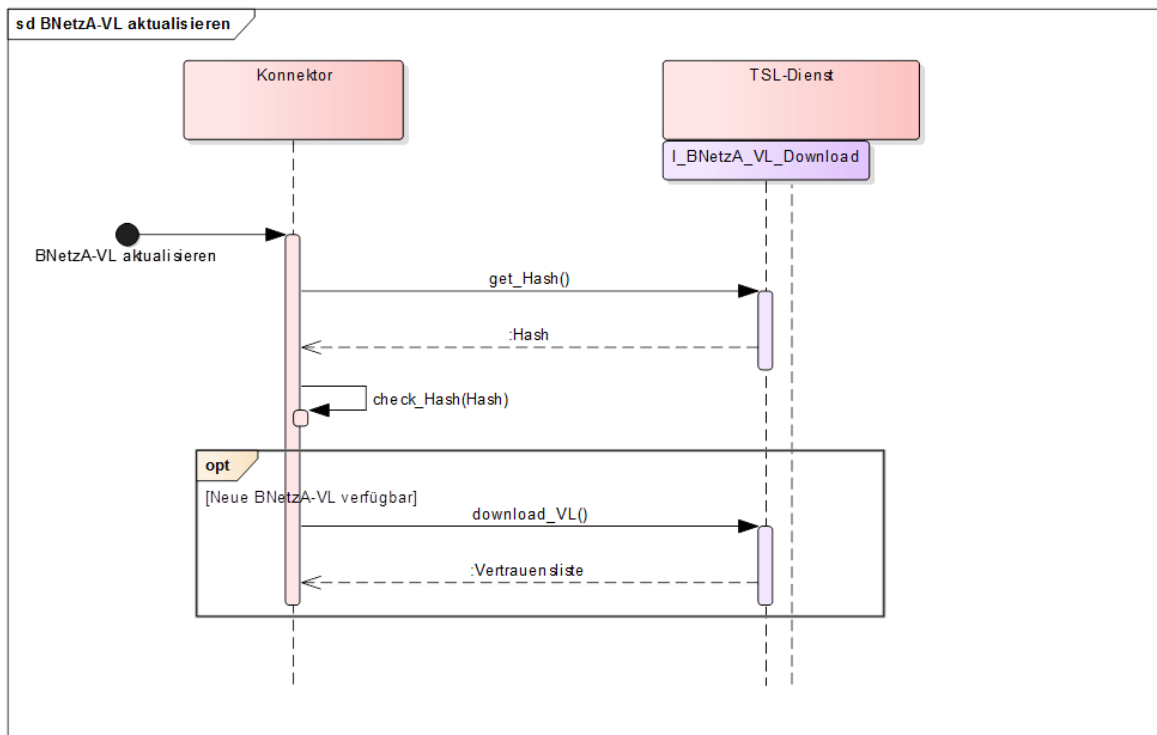 sd BNetzA-VL aktualisieren
Konnektor
TSL-Dienst
I_BNetzA_VL_Download
BNetzA-VL aktualisieren
get_Hash()
:Hash
check_Hash(Hash)
opt
[Neue BNetzA-VL verfügbar]
download_VL()
:Vertrauensliste